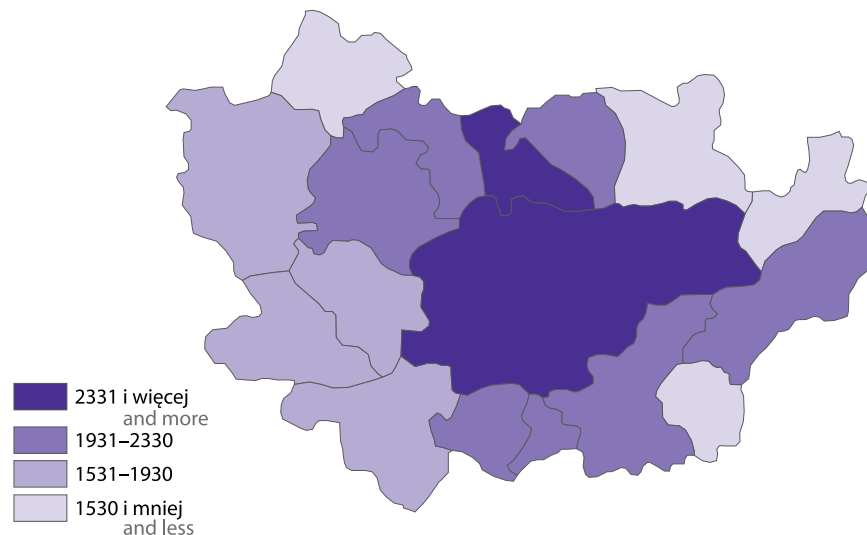 2331 i więcej
and more
1931–2330
1531–1930
1530 i mniej
and less